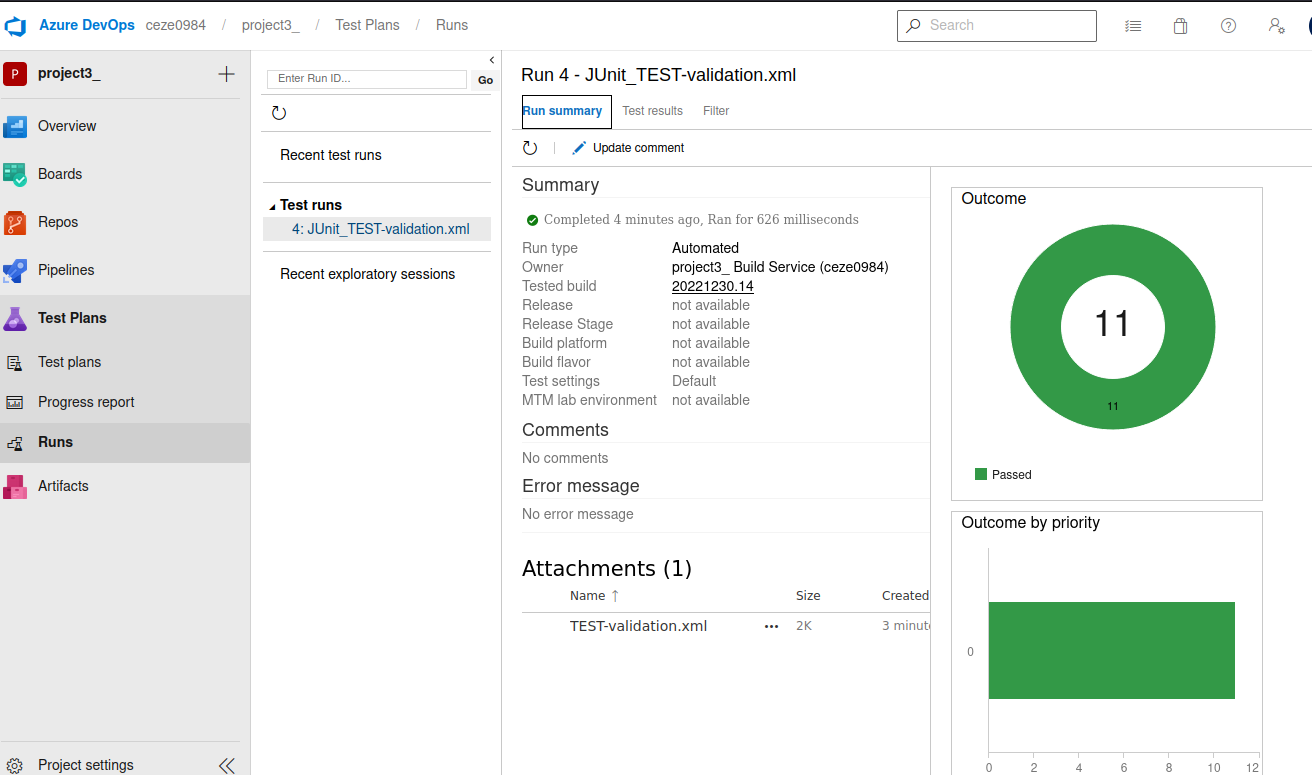 Azure DevOps ceze0984 / project3_ / Test Plans / Runs
Search
P project3_
Overview
Boards
Repos
Pipelines
Test Plans
Test plans
Progress report
Runs
Artifacts
Project settings
Enter Run ID...
Go
Recent test runs
Test runs
4: JUnit_TEST-validation.xml
Recent exploratory sessions
Run 4 - JUnit_TEST-validation.xml
Run summary Test results Filter
Update comment
Summary
Completed 4 minutes ago, Ran for 626 milliseconds
Run type Automated
Owner project3_ Build Service (ceze0984)
Tested build 20221230.14
Release not available
Release Stage not available
Build platform not available
Build flavor not available
Test settings Default
MTM lab environment not available
Comments
No comments
Error message
No error message
Attachments (1)
Name ↑ Size Created
TEST-validation.xml ••• 2K 3 minut
Outcome
11
11
Passed
Outcome by priority
0
0 2 4 6 8 10 12